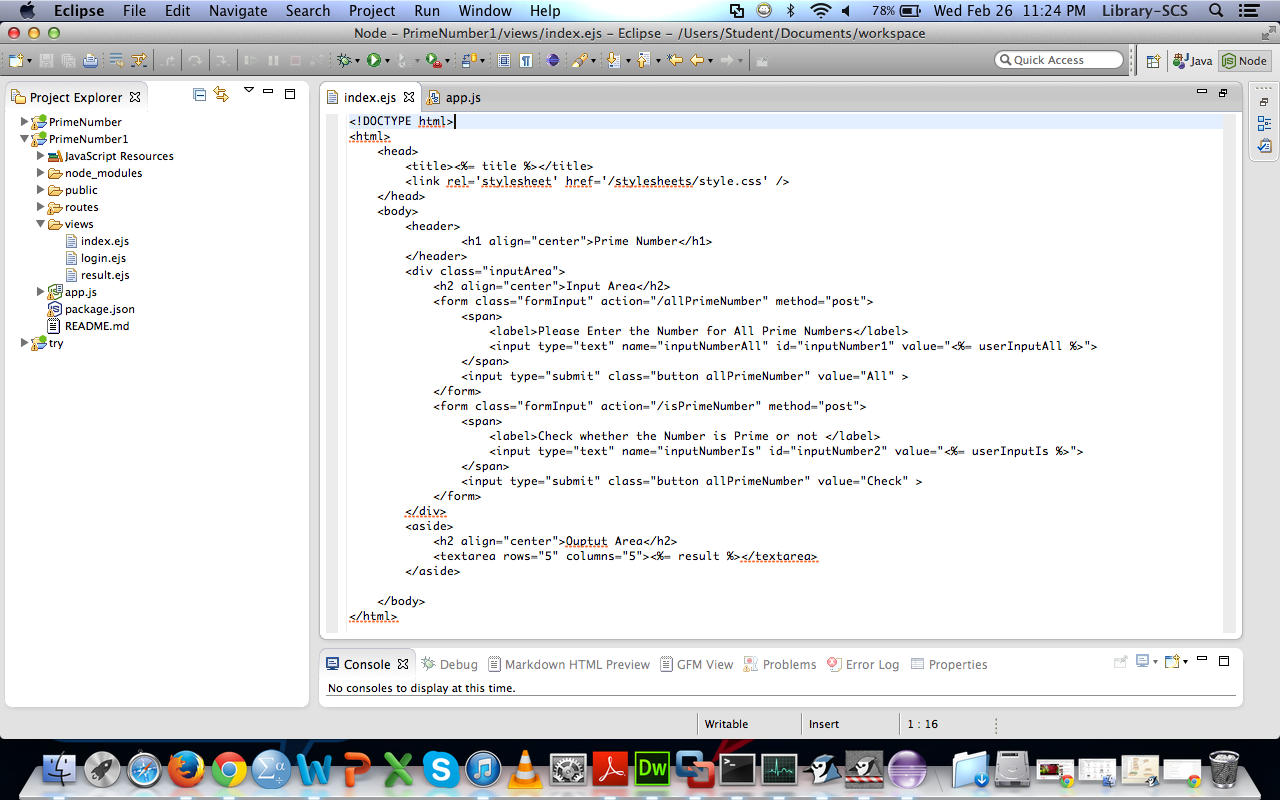 Eclipse File Edit Navigate Search Project Run Window Help 78% Wed Feb 26 11:24 PM Library-SCS
Node – PrimeNumber1/views/index.ejs – Eclipse – /Users/Student/Documents/workspace
Quick Access Java Node
Project Explorer
PrimeNumber
PrimeNumber1
JavaScript Resources
node_modules
public
routes
views
index.ejs
login.ejs
result.ejs
app.js
package.json
README.md
try
index.ejs app.js
<!DOCTYPE html>
<html>
<head>
<title><%= title %></title>
<link rel='stylesheet' href='/stylesheets/style.css' />
</head>
<body>
<header>
<h1 align="center">Prime Number</h1>
</header>
<div class="inputArea">
<h2 align="center">Input Area</h2>
<form class="formInput" action="/allPrimeNumber" method="post">
<span>
<label>Please Enter the Number for All Prime Numbers</label>
<input type="text" name="inputNumberAll" id="inputNumber1" value="<%= userInputAll %>">
</span>
<input type="submit" class="button allPrimeNumber" value="All" >
</form>
<form class="formInput" action="/isPrimeNumber" method="post">
<span>
<label>Check whether the Number is Prime or not </label>
<input type="text" name="inputNumberIs" id="inputNumber2" value="<%= userInputIs %>">
</span>
<input type="submit" class="button allPrimeNumber" value="Check" >
</form>
</div>
<aside>
<h2 align="center">Ouptut Area</h2>
<textarea rows="5" columns="5"><%= result %></textarea>
</aside>
</body>
</html>
Console Debug Markdown HTML Preview GFM View Problems Error Log Properties
No consoles to display at this time.
Writable Insert 1 : 16
Dw